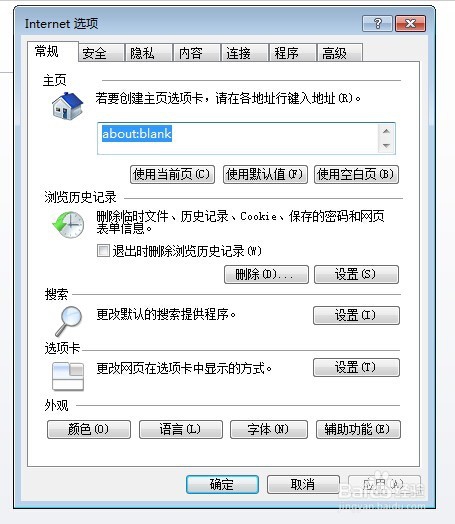 Internet 选项
常规 安全 隐私 内容 连接 程序 高级
主页
若要创建主页选项卡，请在各地址行键入地址(R)。
about:blank
使用当前页(C) 使用默认值(F) 使用空白页(B)
浏览历史记录
删除临时文件、历史记录、Cookie、保存的密码和网页
表单信息。
退出时删除浏览历史记录(W)
删除(D)... 设置(S)
搜索
更改默认的搜索提供程序。 设置(I)
选项卡
更改网页在选项卡中显示的方式。 设置(T)
外观
颜色(O) 语言(L) 字体(N) 辅助功能(E)
确定 取消 应用(A)
Baidu经验